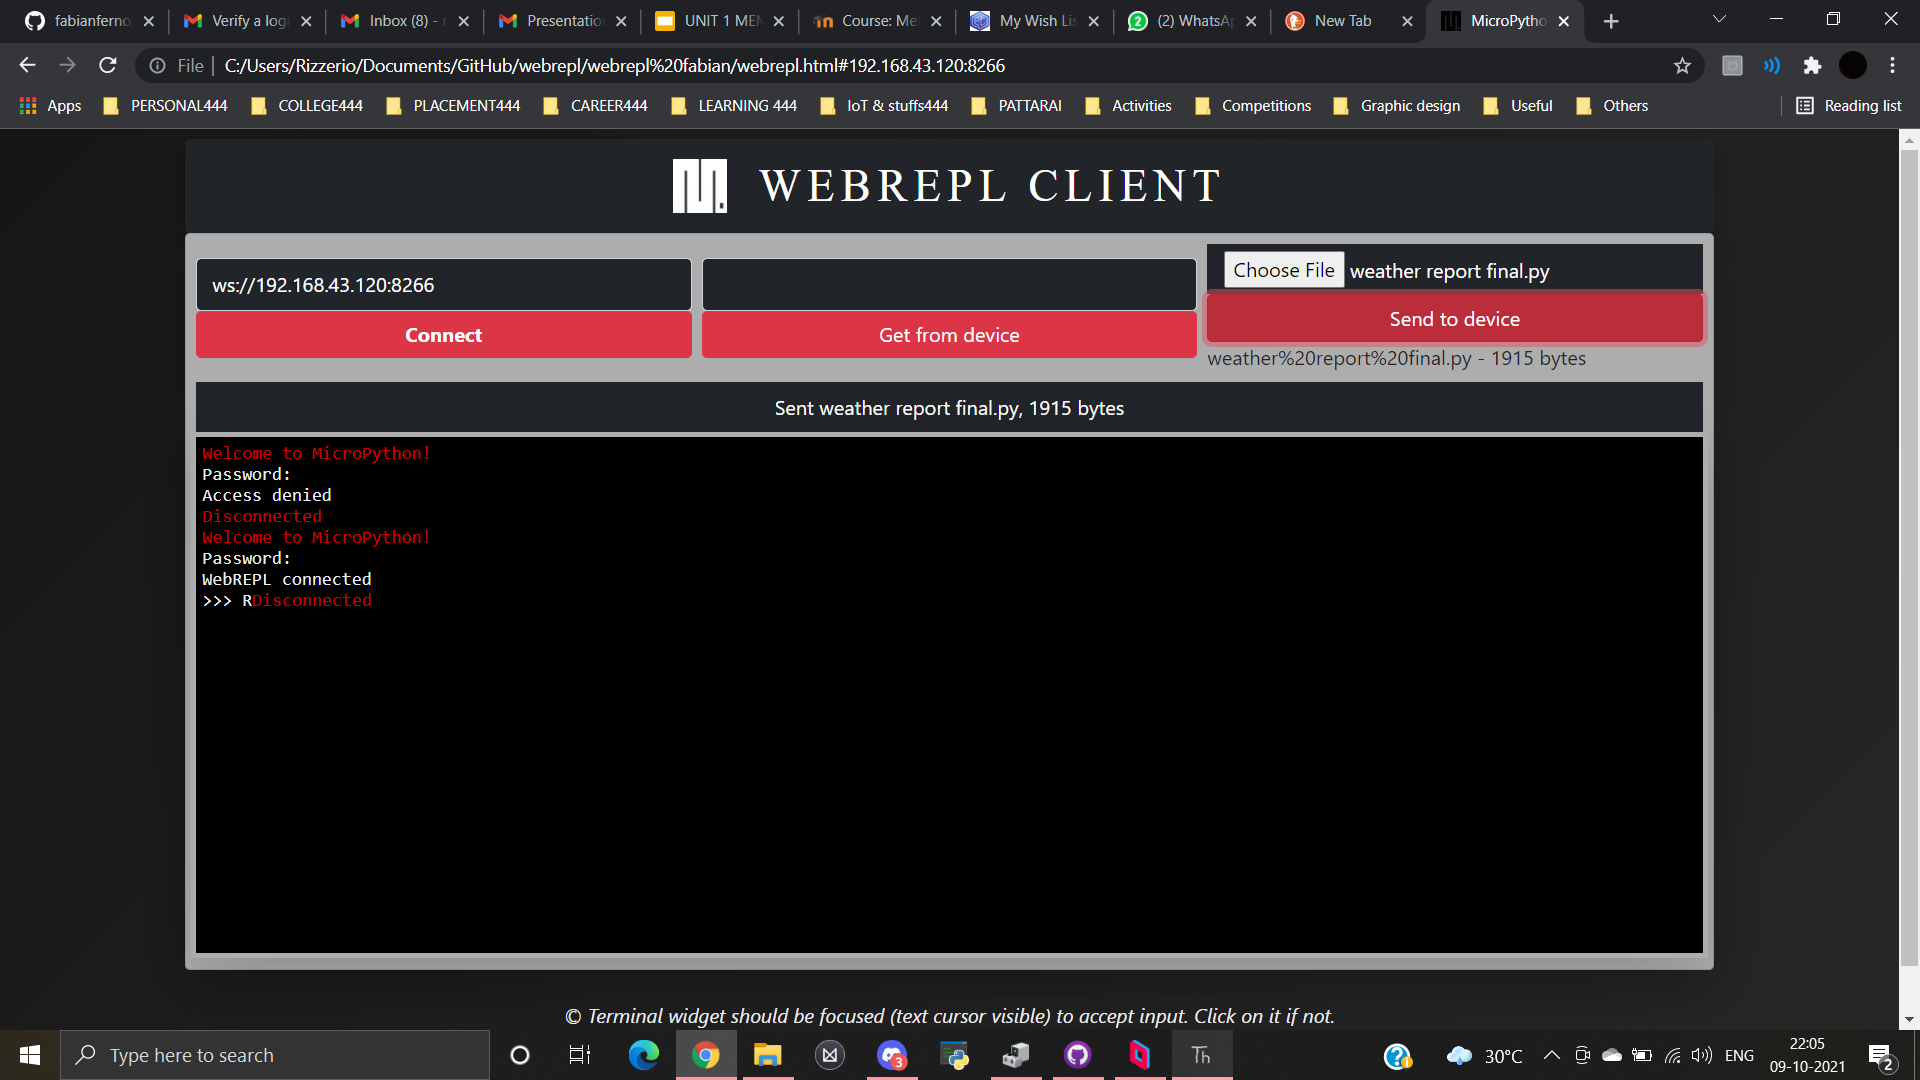 fabianferno
Verify a logi
Inbox (8) - r
Presentatio
UNIT 1 MEM
Course: Me
My Wish Lis
(2) WhatsAp
New Tab
MicroPytho
File
C:/Users/Rizzerio/Documents/GitHub/webrepl/webrepl%20fabian/webrepl.html#192.168.43.120:8266
Apps
PERSONAL444
COLLEGE444
PLACEMENT444
CAREER444
LEARNING 444
IoT & stuffs444
PATTARAI
Activities
Competitions
Graphic design
Useful
Others
Reading list
WEBREPL CLIENT
ws://192.168.43.120:8266
Connect
Get from device
Choose File weather report final.py
Send to device
weather%20report%20final.py - 1915 bytes
Sent weather report final.py, 1915 bytes
Welcome to MicroPython!
Password:
Access denied
Disconnected
Welcome to MicroPython!
Password:
WebREPL connected
>>> RDisconnected
© Terminal widget should be focused (text cursor visible) to accept input. Click on it if not.
Type here to search
3
Th
30°C
ENG
22:05
09-10-2021
2